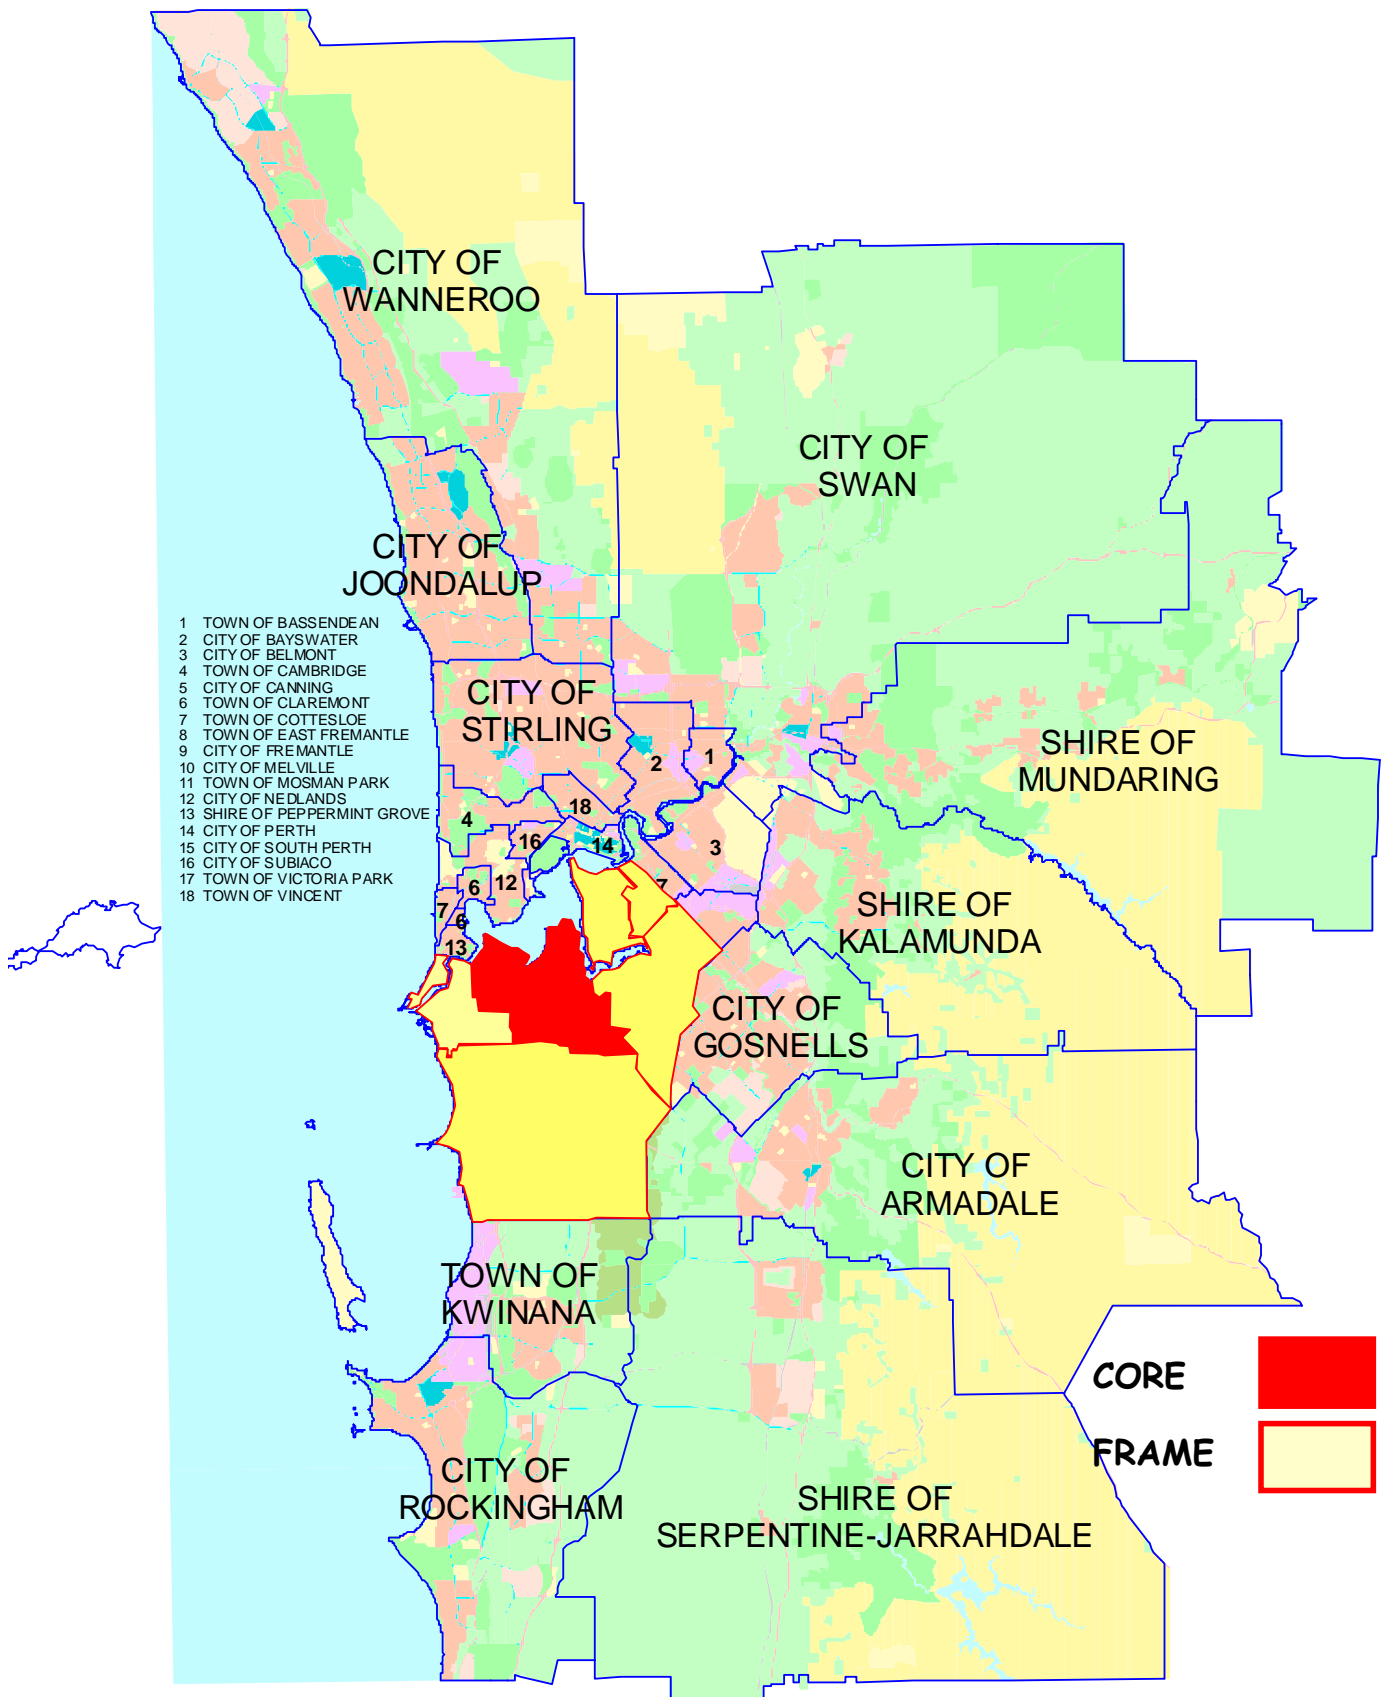 CITY OF
WANNEROO
CITY OF
SWAN
CITY OF
JOONDALUP
1 TOWN OF BASSENDEAN
2 CITY OF BAYSWATER
3 CITY OF BELMONT
4 TOWN OF CAMBRIDGE
5 CITY OF CANNING
6 TOWN OF CLAREMONT
7 TOWN OF COTTESLOE
8 TOWN OF EAST FREMANTLE
9 CITY OF FREMANTLE
10 CITY OF MELVILLE
11 TOWN OF MOSMAN PARK
12 CITY OF NEDLANDS
13 SHIRE OF PEPPERMINT GROVE
14 CITY OF PERTH
15 CITY OF SOUTH PERTH
16 CITY OF SUBIACO
17 TOWN OF VICTORIA PARK
18 TOWN OF VINCENT
CITY OF
STIRLING
SHIRE OF
MUNDARING
1
2
18
4
16
14
3
6
12
7
7
6
13
SHIRE OF
KALAMUNDA
CITY OF
GOSNELLS
CITY OF
ARMADALE
TOWN OF
KWINANA
CORE
FRAME
CITY OF
ROCKINGHAM
SHIRE OF
SERPENTINE-JARRAHDALE